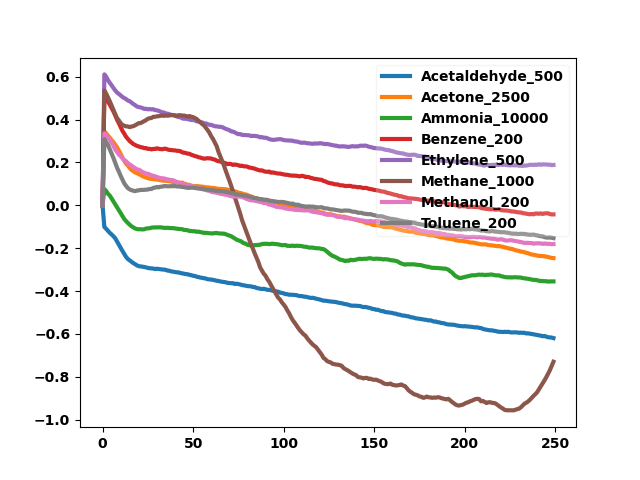 Acetaldehyde_500
Acetone_2500
Ammonia_10000
Benzene_200
Ethylene_500
Methane_1000
Methanol_200
Toluene_200
0.6
0.4
0.2
0.0
−0.2
−0.4
−0.6
−0.8
−1.0
0 50 100 150 200 250